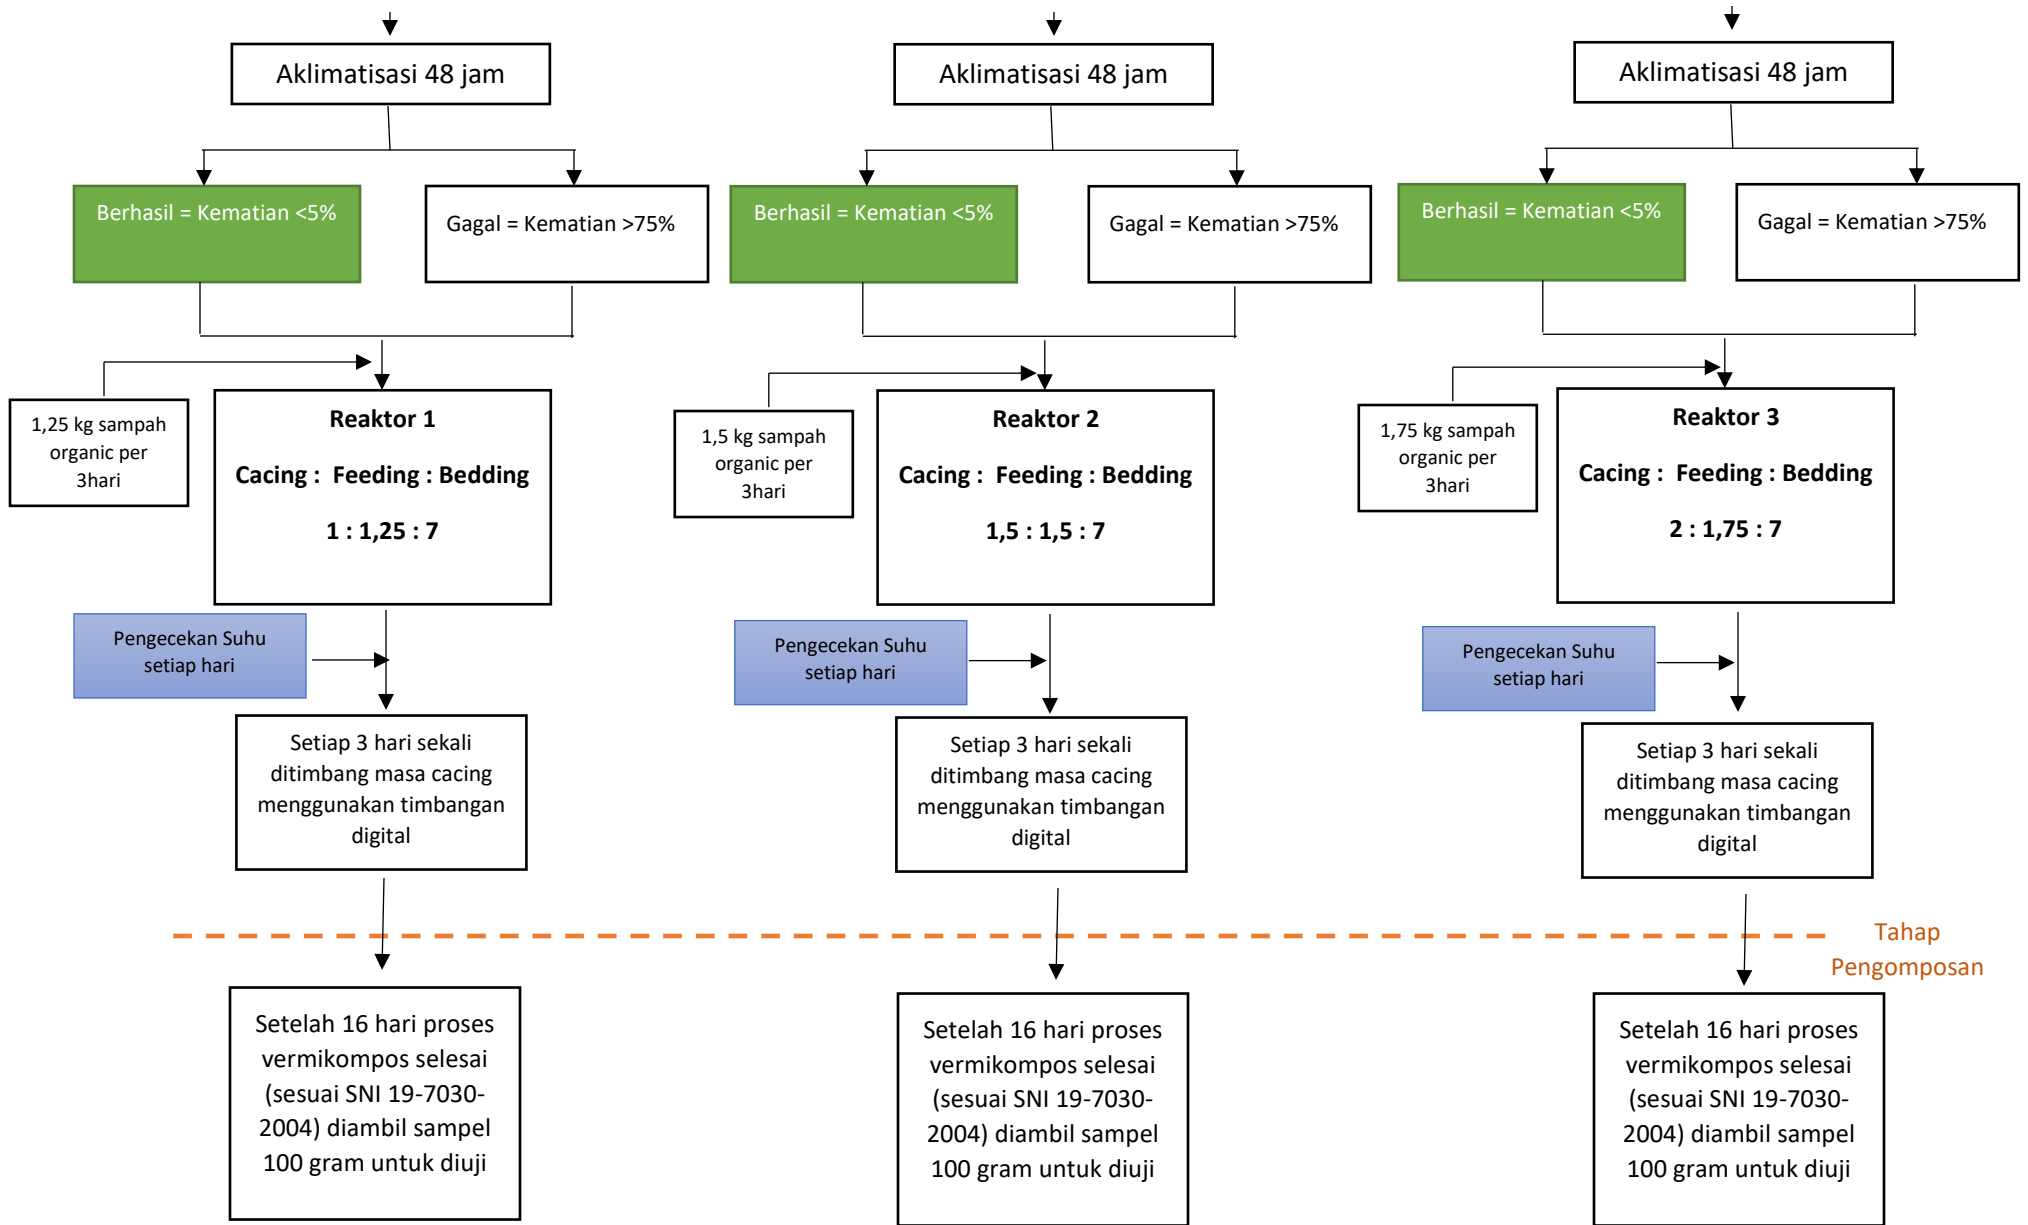 Aklimatisasi 48 jam
Aklimatisasi 48 jam
Aklimatisasi 48 jam
Berhasil = Kematian <5%
Gagal = Kematian >75%
Berhasil = Kematian <5%
Gagal = Kematian >75%
Berhasil = Kematian <5%
Gagal = Kematian >75%
1,25 kg sampah
organic per
3hari
Reaktor 1
Cacing : Feeding : Bedding
1 : 1,25 : 7
1,5 kg sampah
organic per
3hari
Reaktor 2
Cacing : Feeding : Bedding
1,5 : 1,5 : 7
1,75 kg sampah
organic per
3hari
Reaktor 3
Cacing : Feeding : Bedding
2 : 1,75 : 7
Pengecekan Suhu
setiap hari
Pengecekan Suhu
setiap hari
Pengecekan Suhu
setiap hari
Setiap 3 hari sekali
ditimbang masa cacing
menggunakan timbangan
digital
Setiap 3 hari sekali
ditimbang masa cacing
menggunakan timbangan
digital
Setiap 3 hari sekali
ditimbang masa cacing
menggunakan timbangan
digital
Tahap
Pengomposan
Setelah 16 hari proses
vermikompos selesai
(sesuai SNI 19-7030-
2004) diambil sampel
100 gram untuk diuji
Setelah 16 hari proses
vermikompos selesai
(sesuai SNI 19-7030-
2004) diambil sampel
100 gram untuk diuji
Setelah 16 hari proses
vermikompos selesai
(sesuai SNI 19-7030-
2004) diambil sampel
100 gram untuk diuji